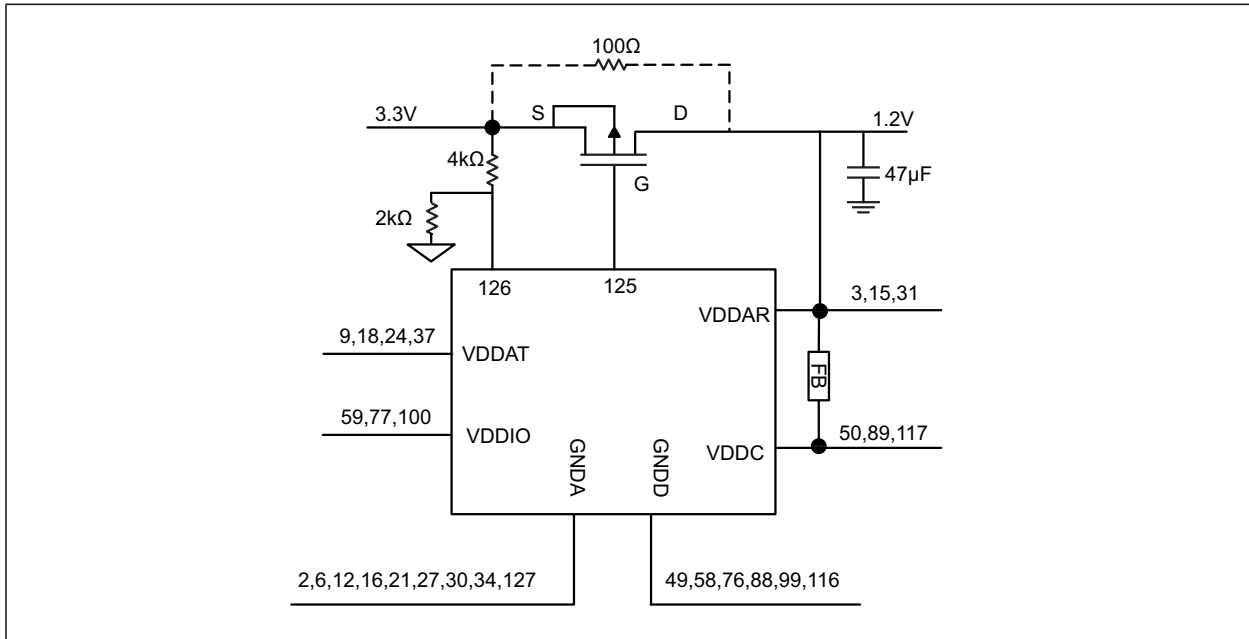 100Ω
3.3V
S
D
1.2V
4kΩ
G
47µF
2kΩ
126
125
VDDAR
3,15,31
9,18,24,37
VDDAT
FB
59,77,100
VDDIO
GNDA
GNDD
VDDC
50,89,117
2,6,12,16,21,27,30,34,127
49,58,76,88,99,116